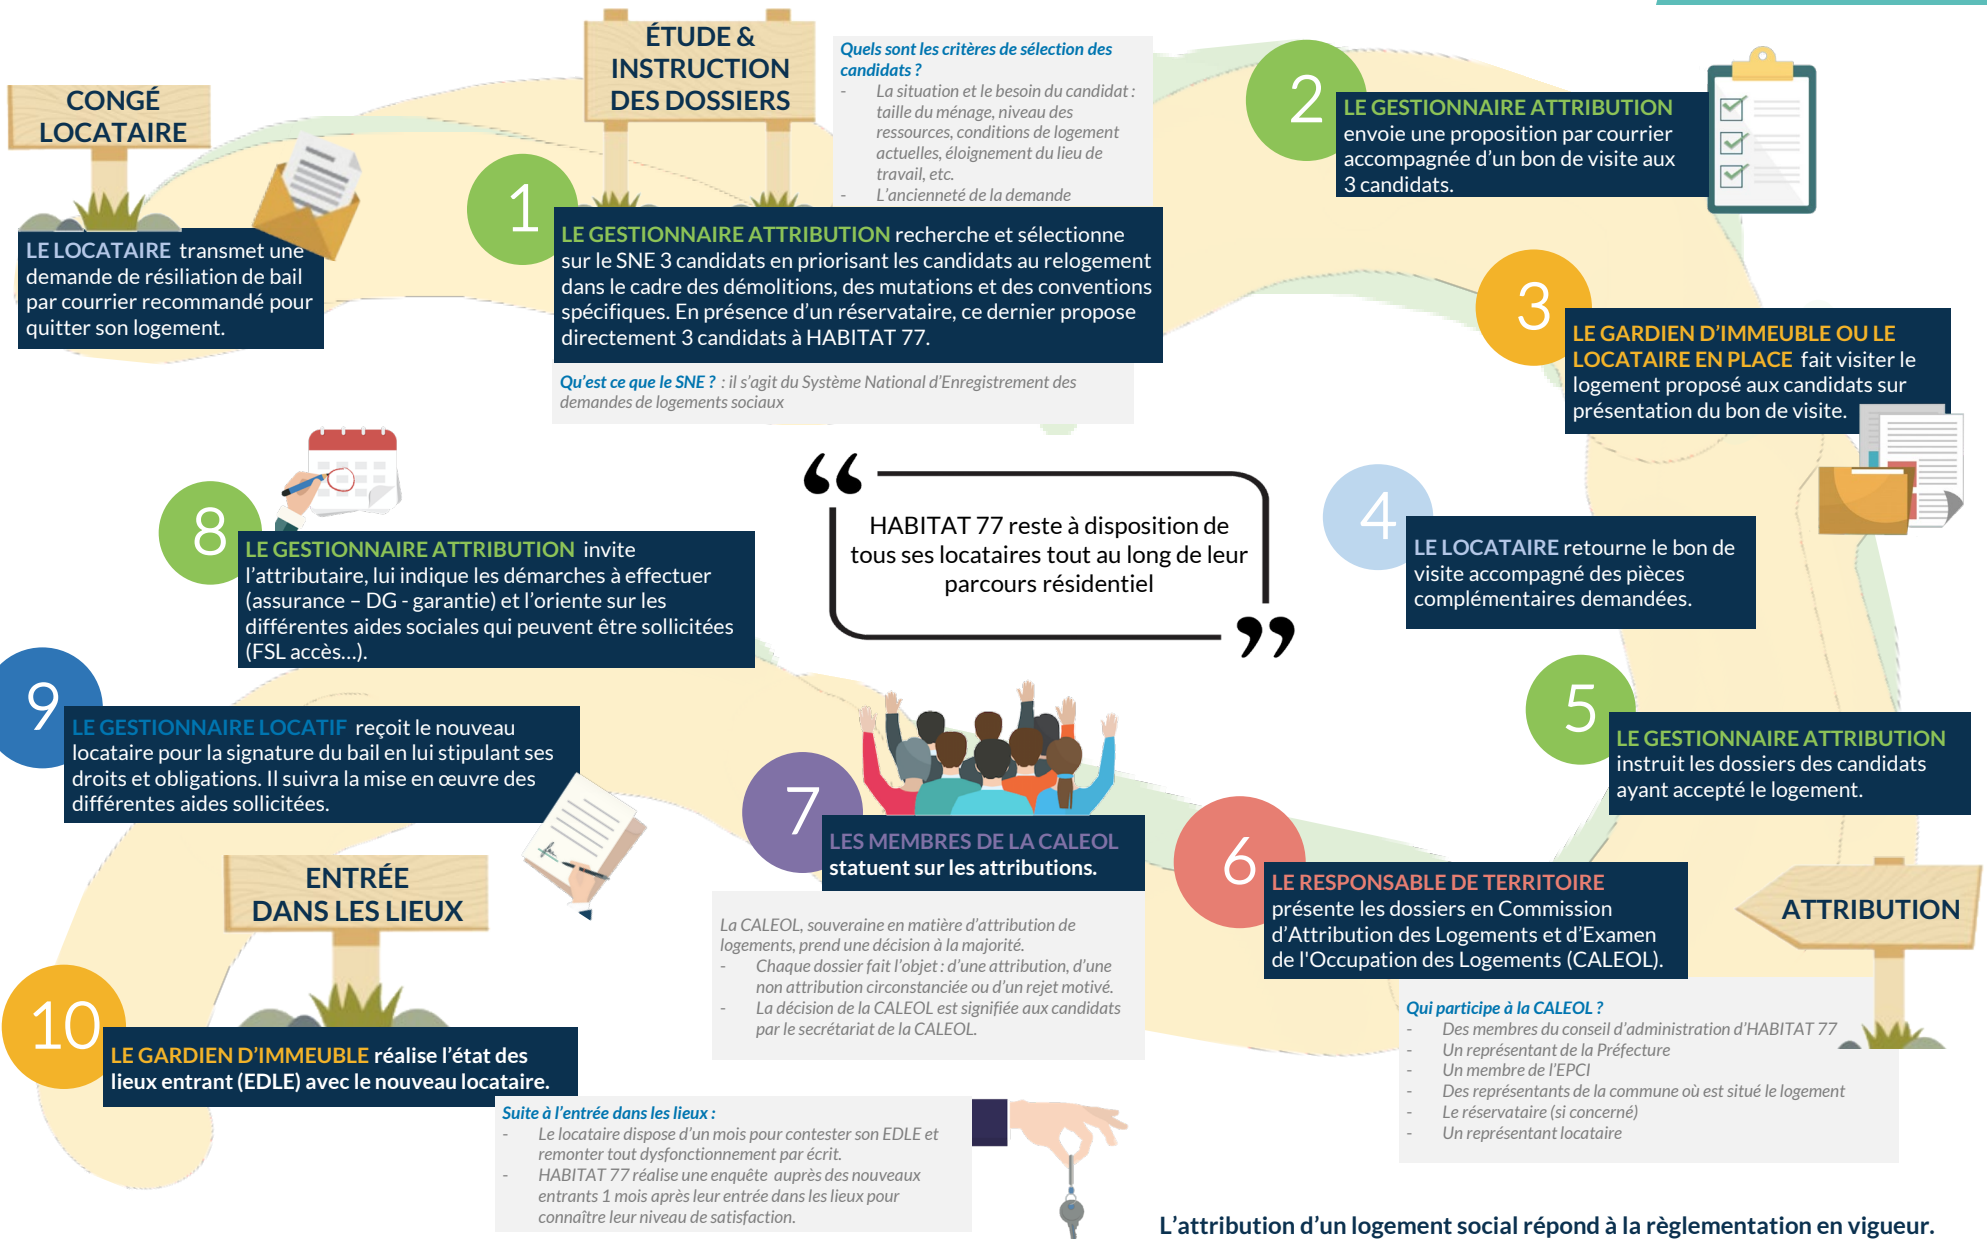 CONGÉ
LOCATAIRE
LE LOCATAIRE transmet une
demande de résiliation de bail
par courrier recommandé pour
quitter son logement.
ÉTUDE &
INSTRUCTION
DES DOSSIERS
Quels sont les critères de sélection des
candidats ?
- La situation et le besoin du candidat :
taille du ménage, niveau des
ressources, conditions de logement
actuelles, éloignement du lieu de
travail, etc.
- L'ancienneté de la demande
1
LE GESTIONNAIRE ATTRIBUTION recherche et sélectionne
sur le SNE 3 candidats en priorisant les candidats au relogement
dans le cadre des démolitions, des mutations et des conventions
spécifiques. En présence d'un réservataire, ce dernier propose
directement 3 candidats à HABITAT 77.
Qu'est ce que le SNE ? : il s'agit du Système National d'Enregistrement des
demandes de logements sociaux
2
LE GESTIONNAIRE ATTRIBUTION
envoie une proposition par courrier
accompagnée d'un bon de visite aux
3 candidats.
3
LE GARDIEN D'IMMEUBLE OU LE
LOCATAIRE EN PLACE fait visiter le
logement proposé aux candidats sur
présentation du bon de visite.
4
LE LOCATAIRE retourne le bon de
visite accompagné des pièces
complémentaires demandées.
5
LE GESTIONNAIRE ATTRIBUTION
instruit les dossiers des candidats
ayant accepté le logement.
ATTRIBUTION
6
LE RESPONSABLE DE TERRITOIRE
présente les dossiers en Commission
d'Attribution des Logements et d'Examen
de l'Occupation des Logements (CALEOL).
Qui participe à la CALEOL ?
- Des membres du conseil d'administration d'HABITAT 77
- Un représentant de la Préfecture
- Un membre de l'EPCI
- Des représentants de la commune où est situé le logement
- Le réservataire (si concerné)
- Un représentant locataire
7
LES MEMBRES DE LA CALEOL
statuent sur les attributions.
La CALEOL, souveraine en matière d'attribution de
logements, prend une décision à la majorité.
- Chaque dossier fait l'objet : d'une attribution, d'une
non attribution circonstanciée ou d'un rejet motivé.
- La décision de la CALEOL est signifiée aux candidats
par le secrétariat de la CALEOL.
“ HABITAT 77 reste à disposition de
tous ses locataires tout au long de leur
parcours résidentiel ”
8
LE GESTIONNAIRE ATTRIBUTION invite
l'attributaire, lui indique les démarches à effectuer
(assurance – DG - garantie) et l'oriente sur les
différentes aides sociales qui peuvent être sollicitées
(FSL accès…).
9
LE GESTIONNAIRE LOCATIF reçoit le nouveau
locataire pour la signature du bail en lui stipulant ses
droits et obligations. Il suivra la mise en œuvre des
différentes aides sollicitées.
ENTRÉE
DANS LES LIEUX
10
LE GARDIEN D'IMMEUBLE réalise l'état des
lieux entrant (EDLE) avec le nouveau locataire.
Suite à l'entrée dans les lieux :
- Le locataire dispose d'un mois pour contester son EDLE et
remonter tout dysfonctionnement par écrit.
- HABITAT 77 réalise une enquête auprès des nouveaux
entrants 1 mois après leur entrée dans les lieux pour
connaître leur niveau de satisfaction.
L'attribution d'un logement social répond à la règlementation en vigueur.